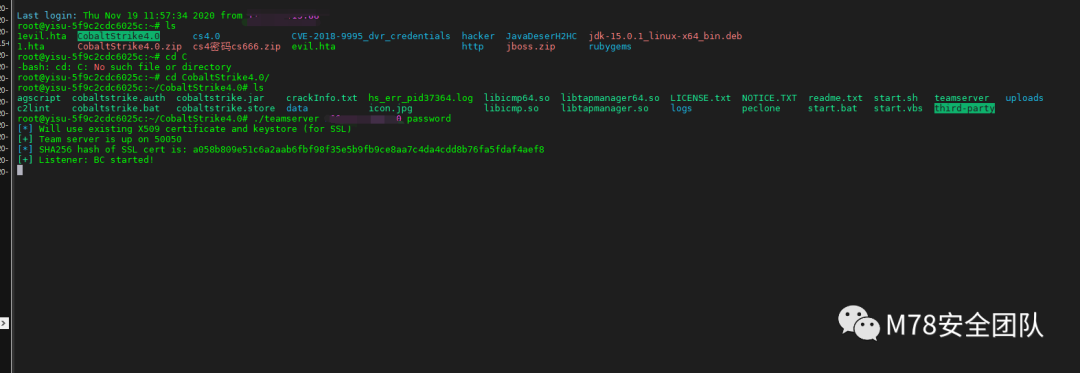 Last login: Thu Nov 19 11:57:34 2020 from
root@yisu-5f9c2cdc6025c:~# ls
1evil.hta CobaltStrike4.0 cs4.0 CVE-2018-9995_dvr_credentials hacker JavaDeserH2HC jdk-15.0.1_linux-x64_bin.deb
1.hta CobaltStrike4.0.zip cs4密码cs666.zip evil.hta http jboss.zip rubygems
root@yisu-5f9c2cdc6025c:~# cd C
-bash: cd: C: No such file or directory
root@yisu-5f9c2cdc6025c:~# cd CobaltStrike4.0/
root@yisu-5f9c2cdc6025c:~/CobaltStrike4.0# ls
agscript cobaltstrike.auth cobaltstrike.jar crackInfo.txt hs_err_pid37364.log libicmp64.so libtapmanager64.so LICENSE.txt NOTICE.TXT readme.txt start.sh teamserver uploads
c2lint cobaltstrike.bat cobaltstrike.store data icon.jpg libicmp.so libtapmanager.so logs peclone start.bat start.vbs third-party
root@yisu-5f9c2cdc6025c:~/CobaltStrike4.0# ./teamserver password
[*] Will use existing X509 certificate and keystore (for SSL)
[+] Team server is up on 50050
[*] SHA256 hash of SSL cert is: a058b809e51c6a2aab6fbf98f35e5b9fb9ce8aa7c4da4cdd8b76fa5fdaf4aef8
[+] Listener: BC started!
M78安全团队